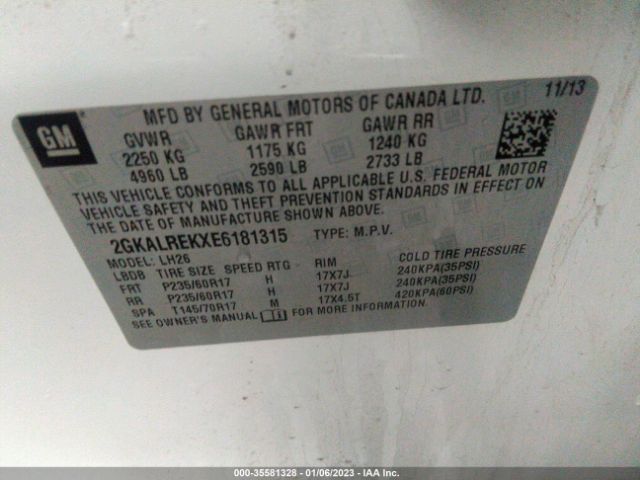 11/13
MFD BY GENERAL MOTORS OF CANADA LTD.
GM
GVWR GAWR FRT GAWR RR
2250 KG 1175 KG 1240 KG
4960 LB 2590 LB 2733 LB
THIS VEHICLE CONFORMS TO ALL APPLICABLE U.S. FEDERAL MOTOR
VEHICLE SAFETY AND THEFT PREVENTION STANDARDS IN EFFECT ON
THE DATE OF MANUFACTURE SHOWN ABOVE.
2GKALREKXE6181315 TYPE: M.P.V.
MODEL: LH26
LBDB TIRE SIZE SPEED RTG RIM COLD TIRE PRESSURE
FRT P235/60R17 H 17X7J 240KPA(35PSI)
RR P235/60R17 H 17X7J 240KPA(35PSI)
SPA T145/70R17 M 17X4.5T 420KPA(60PSI)
SEE OWNER'S MANUAL FOR MORE INFORMATION.
000-35581328 - 01/06/2023 - IAA Inc.